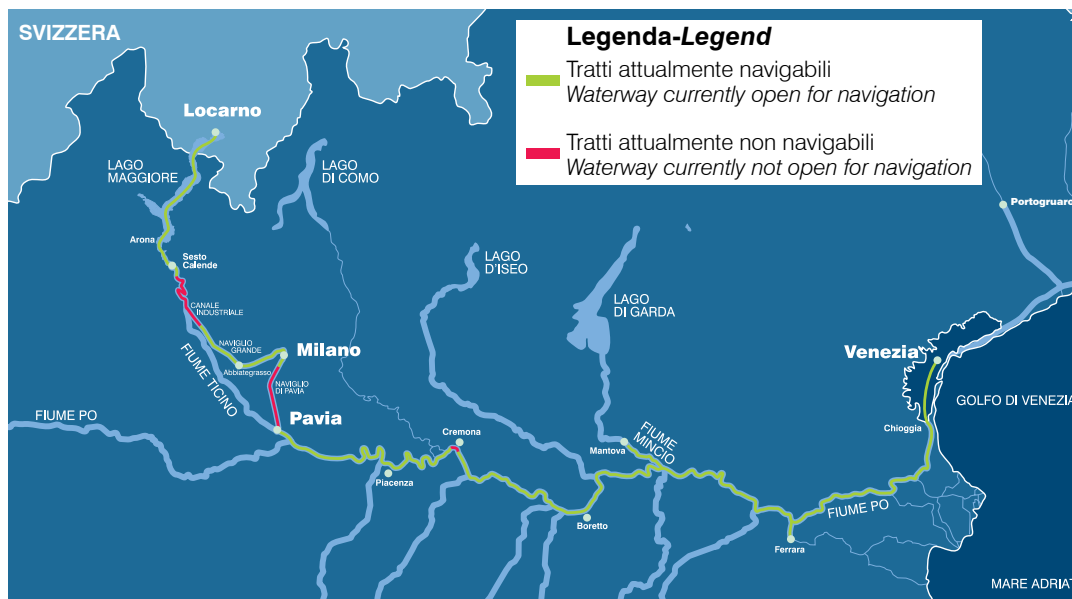 SVIZZERA
Legenda-Legend
Tratti attualmente navigabili
Waterway currently open for navigation
Tratti attualmente non navigabili
Waterway currently not open for navigation
Locarno
LAGO
MAGGIORE
LAGO
DI COMO
Portogruaro
Arona
Sesto
Calende
LAGO
D'ISEO
LAGO
DI GARDA
CANALE
INDUSTRIALE
NAVIGLIO
GRANDE
Milano
Abbiategrasso
Venezia
FIUME TICINO
NAVIGLIO
DI PAVIA
GOLFO DI VENEZIA
FIUME PO
Pavia
Cremona
Mantova
FIUME
MINCIO
Chioggia
Piacenza
Boretto
FIUME PO
Ferrara
MARE ADRIAT